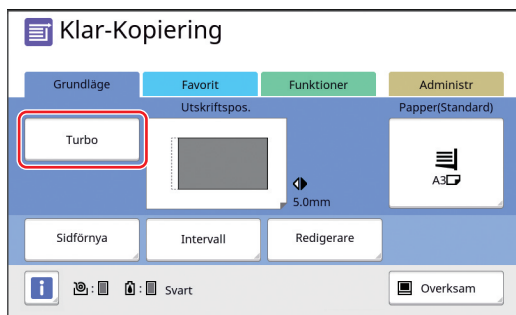 Klar-Kopiering
Grundläge Favorit Funktioner Administr
Utskriftspos. Papper(Standard)
Turbo
A3
5.0mm
Sidförnya Intervall Redigerare
i : : Svart Overksam